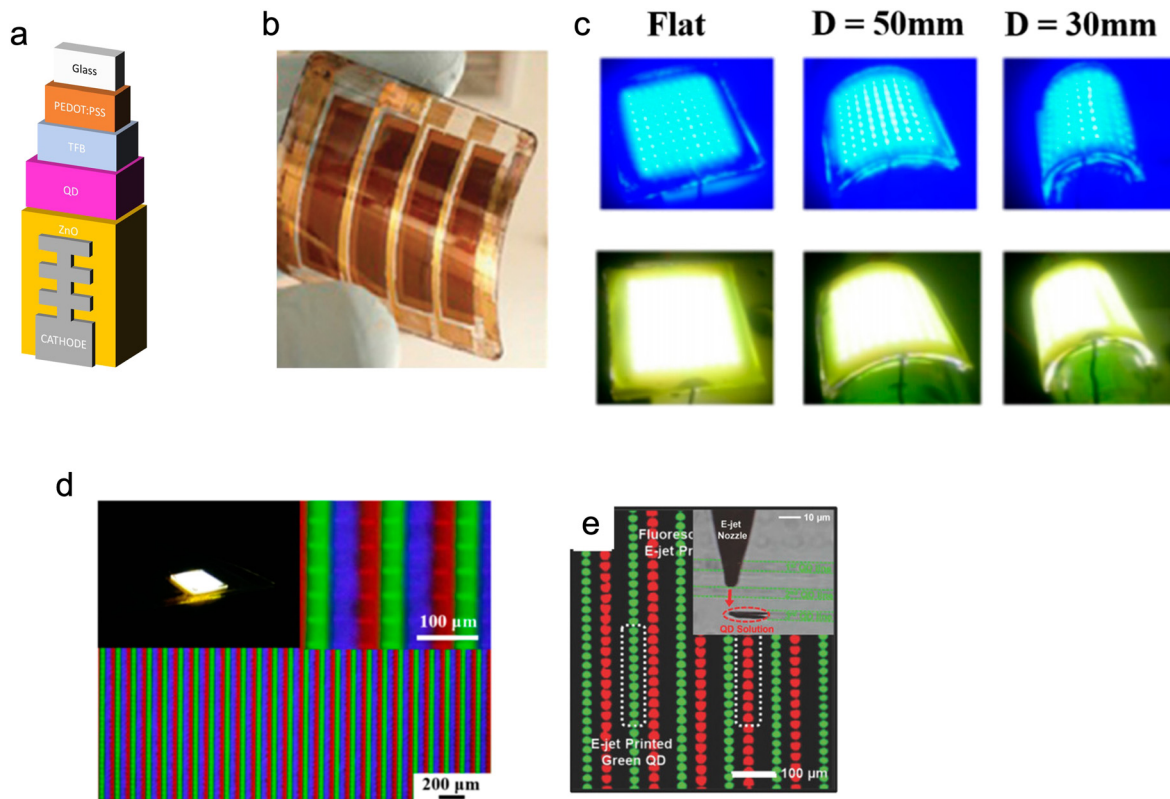 a
Glass
PEDOT:PSS
TFB
QD
ZnO
CATHODE
b
c
Flat
D = 50mm
D = 30mm
d
100 µm
200 µm
e
E-jet
Nozzle
10 µm
QD Solution
E-jet
E-jet Printed
Green QD
100 µm